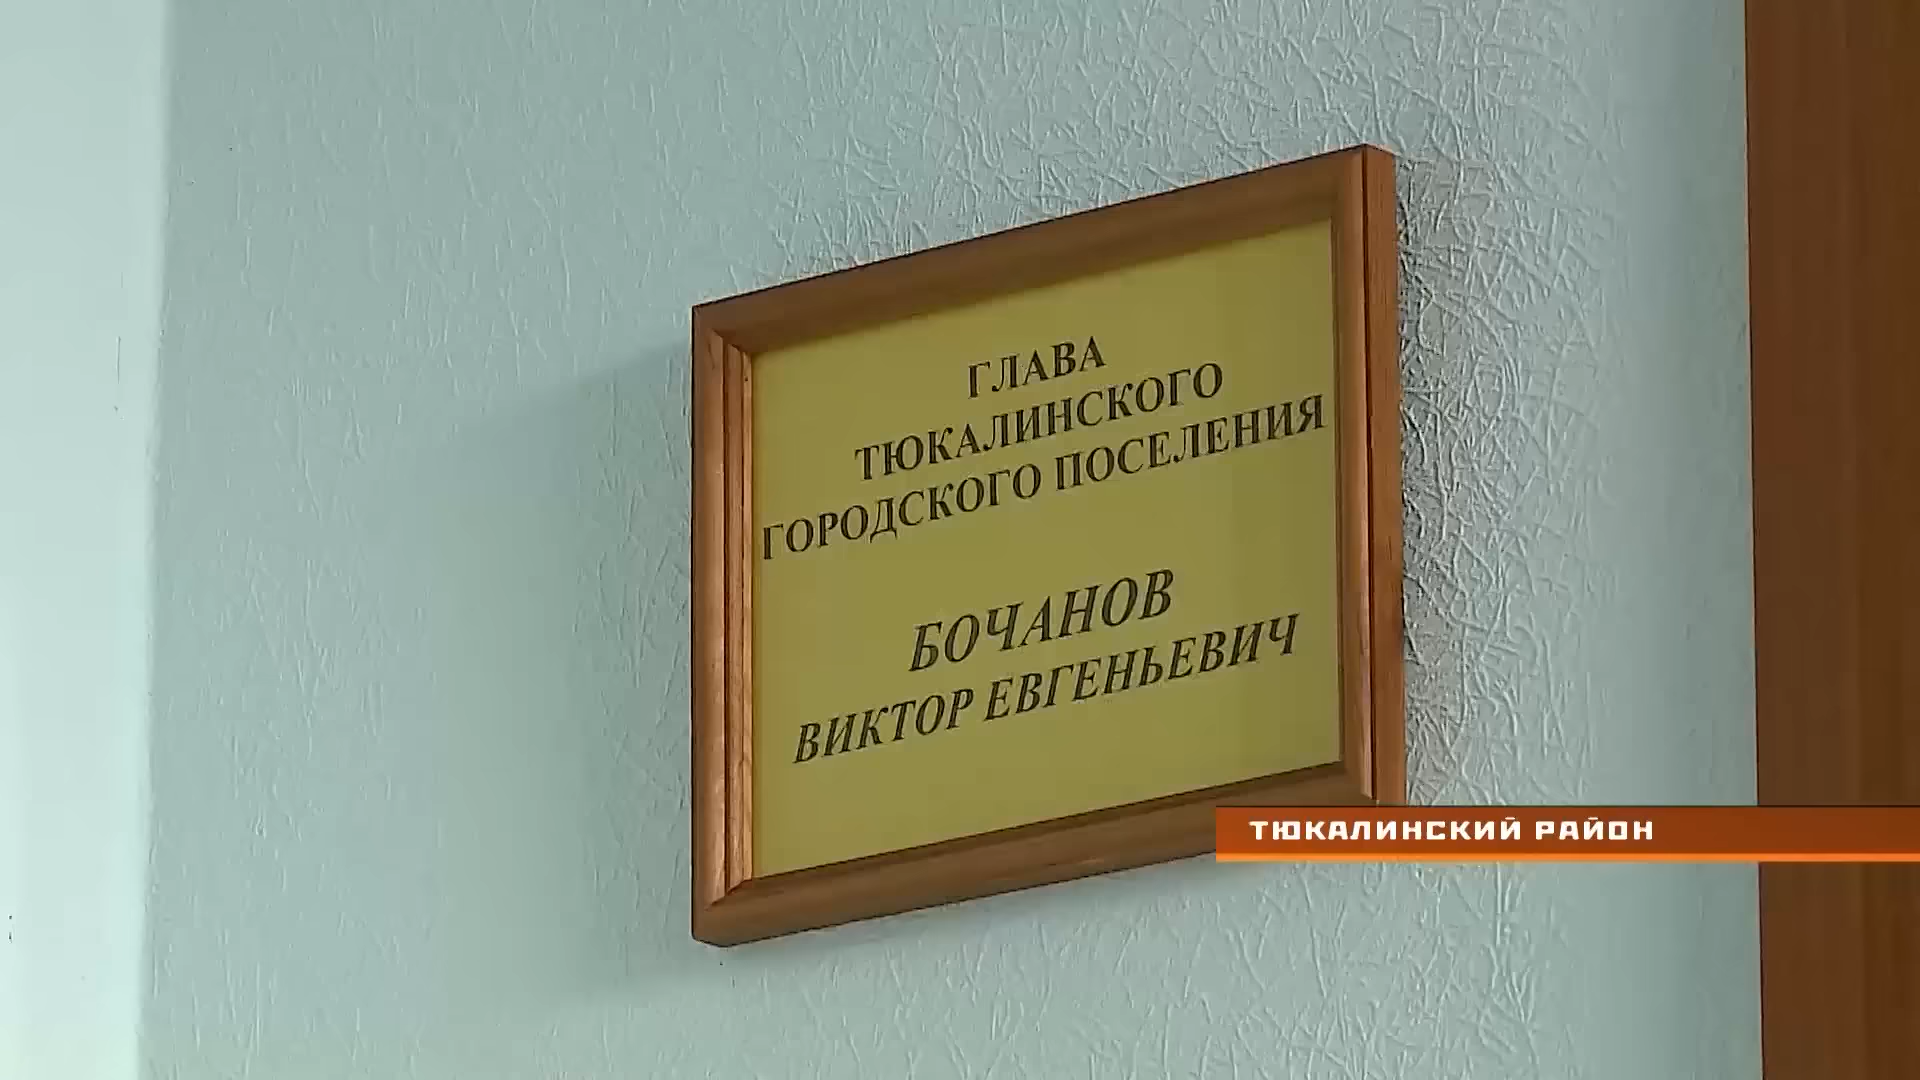 ГЛАВА
ТЮКАЛИНСКОГО
ГОРОДСКОГО ПОСЕЛЕНИЯ
БОЧАНОВ
ВИКТОР ЕВГЕНЬЕВИЧ
ТЮКАЛИНСКИЙ РАЙОН